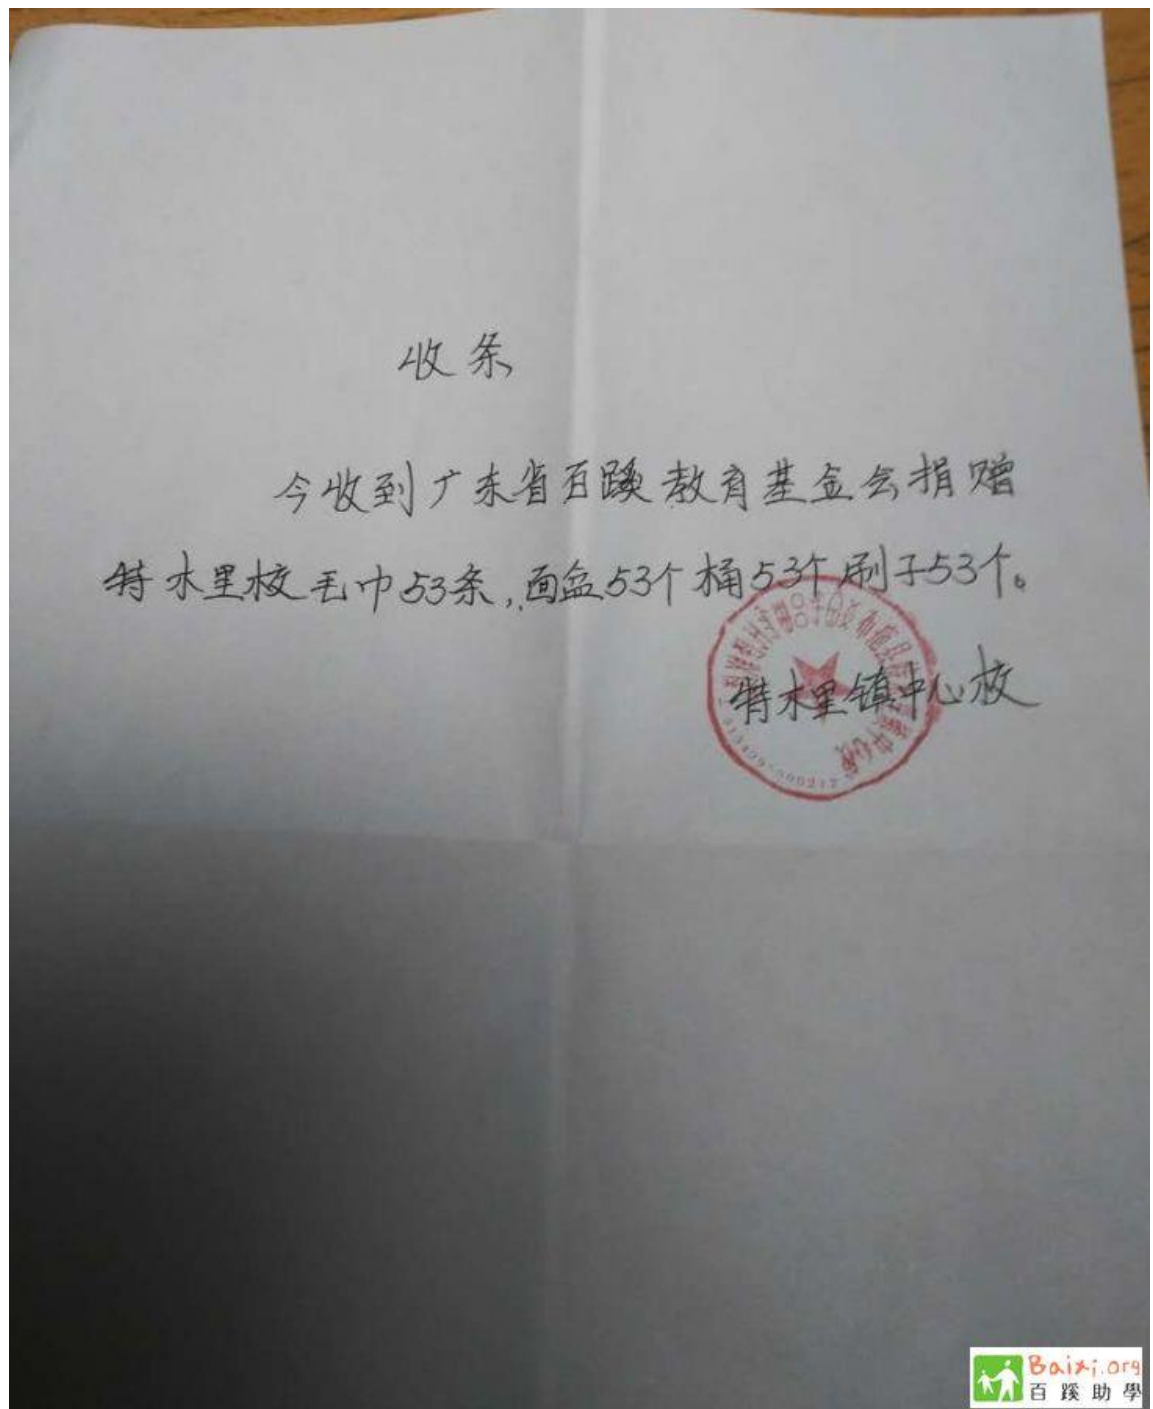 收条
今收到广东省百蹊教育基金会捐赠
特木里校毛巾53条,面盆53个桶53个刷子53个。
特木里镇中心校
Baixi.org
百蹊助學